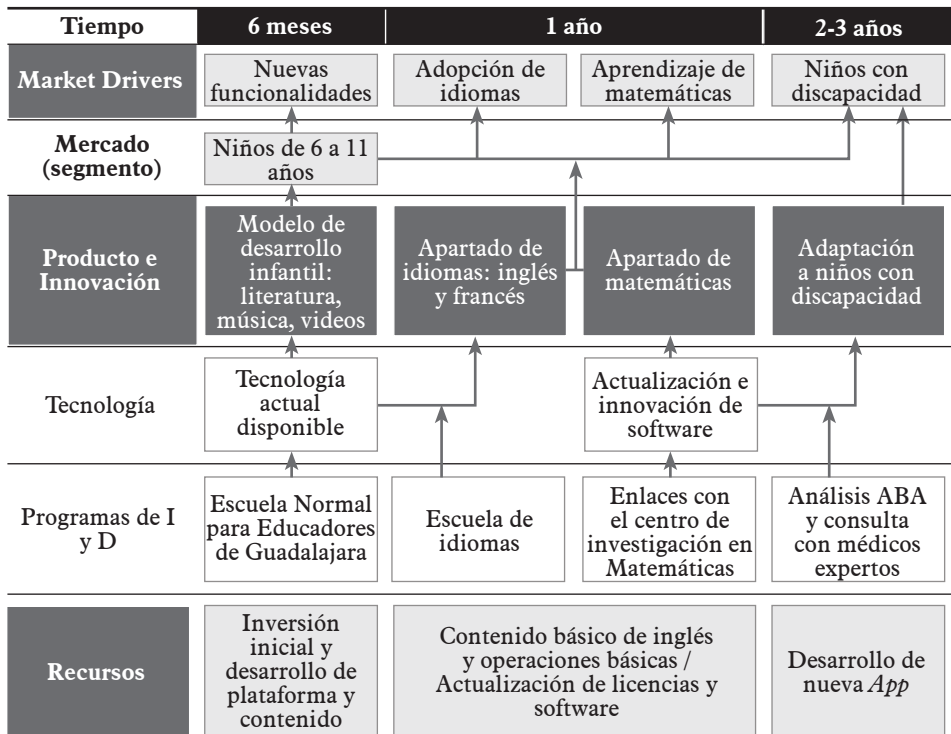 Tiempo
6 meses
1 año
2-3 años
Market Drivers
Nuevas
funcionalidades
Adopción de
idiomas
Aprendizaje de
matemáticas
Niños con
discapacidad
Mercado
(segmento)
Niños de 6 a 11
años
Producto e
Innovación
Modelo de
desarrollo
infantil:
literatura,
música, videos
Apartado de
idiomas: inglés
y francés
Apartado de
matemáticas
Adaptación
a niños con
discapacidad
Tecnología
Tecnología
actual
disponible
Actualización e
innovación de
software
Programas de I
y D
Escuela Normal
para Educadores
de Guadalajara
Escuela de
idiomas
Enlaces con
el centro de
investigación en
Matemáticas
Análisis ABA
y consulta
con médicos
expertos
Recursos
Inversión
inicial y
desarrollo de
plataforma y
contenido
Contenido básico de inglés
y operaciones básicas /
Actualización de licencias y
software
Desarrollo de
nueva App